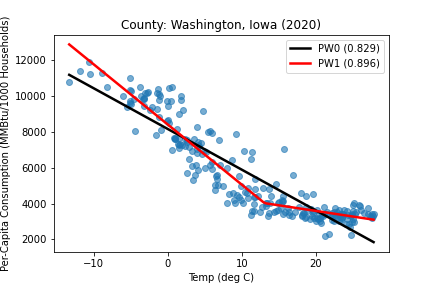 County: Washington, Iowa (2020)
Per-Capita Consumption (MMBtu/1000 Households)
12000
10000
8000
6000
4000
2000
PW0 (0.829)
PW1 (0.896)
−10
0
10
20
Temp (deg C)